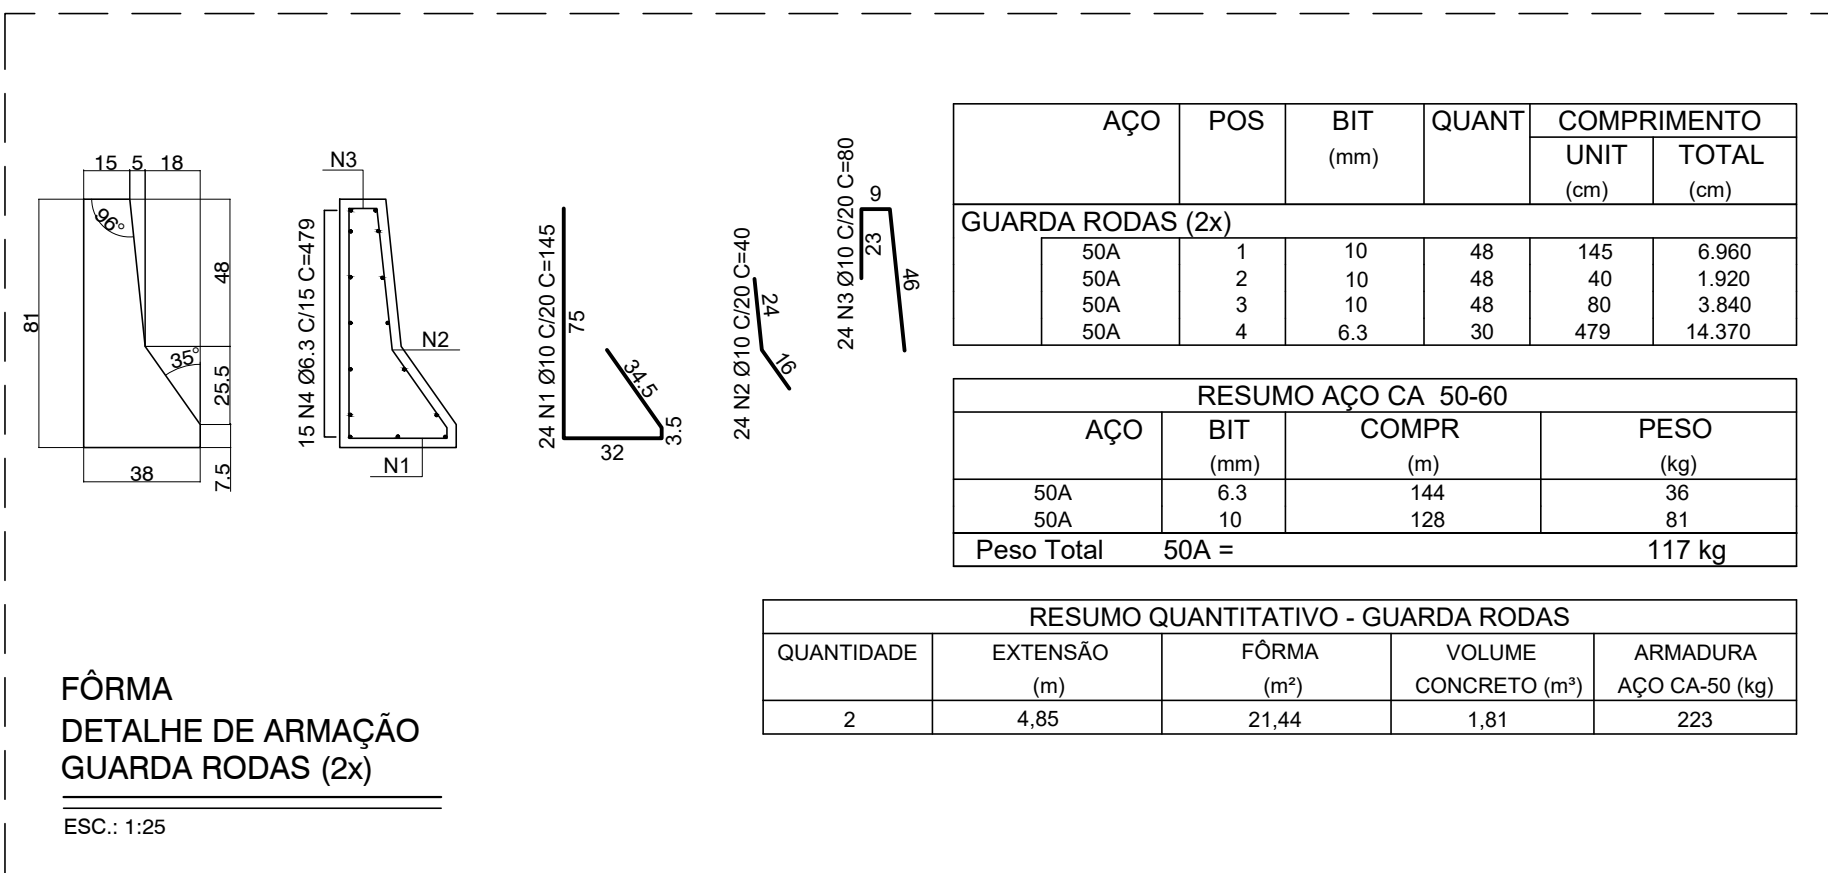 15 5 18
96°
48
81
35°
25.5
38
7.5
N3
15 N4 Ø6.3 C/15 C=479
N2
N1
24 N1 Ø10 C/20 C=145
75
34.5
3.5
32
24 N2 Ø10 C/20 C=40
24
16
24 N3 Ø10 C/20 C=80
9
23
46
AÇO POS BIT QUANT COMPRIMENTO
(mm) UNIT TOTAL
(cm) (cm)
GUARDA RODAS (2x)
50A 1 10 48 145 6.960
50A 2 10 48 40 1.920
50A 3 10 48 80 3.840
50A 4 6.3 30 479 14.370
RESUMO AÇO CA 50-60
AÇO BIT COMPR PESO
(mm) (m) (kg)
50A 6.3 144 36
50A 10 128 81
Peso Total 50A = 117 kg
RESUMO QUANTITATIVO - GUARDA RODAS
QUANTIDADE EXTENSÃO FÔRMA VOLUME ARMADURA
(m) (m²) CONCRETO (m³) AÇO CA-50 (kg)
2 4,85 21,44 1,81 223
FÔRMA
DETALHE DE ARMAÇÃO
GUARDA RODAS (2x)
ESC.: 1:25